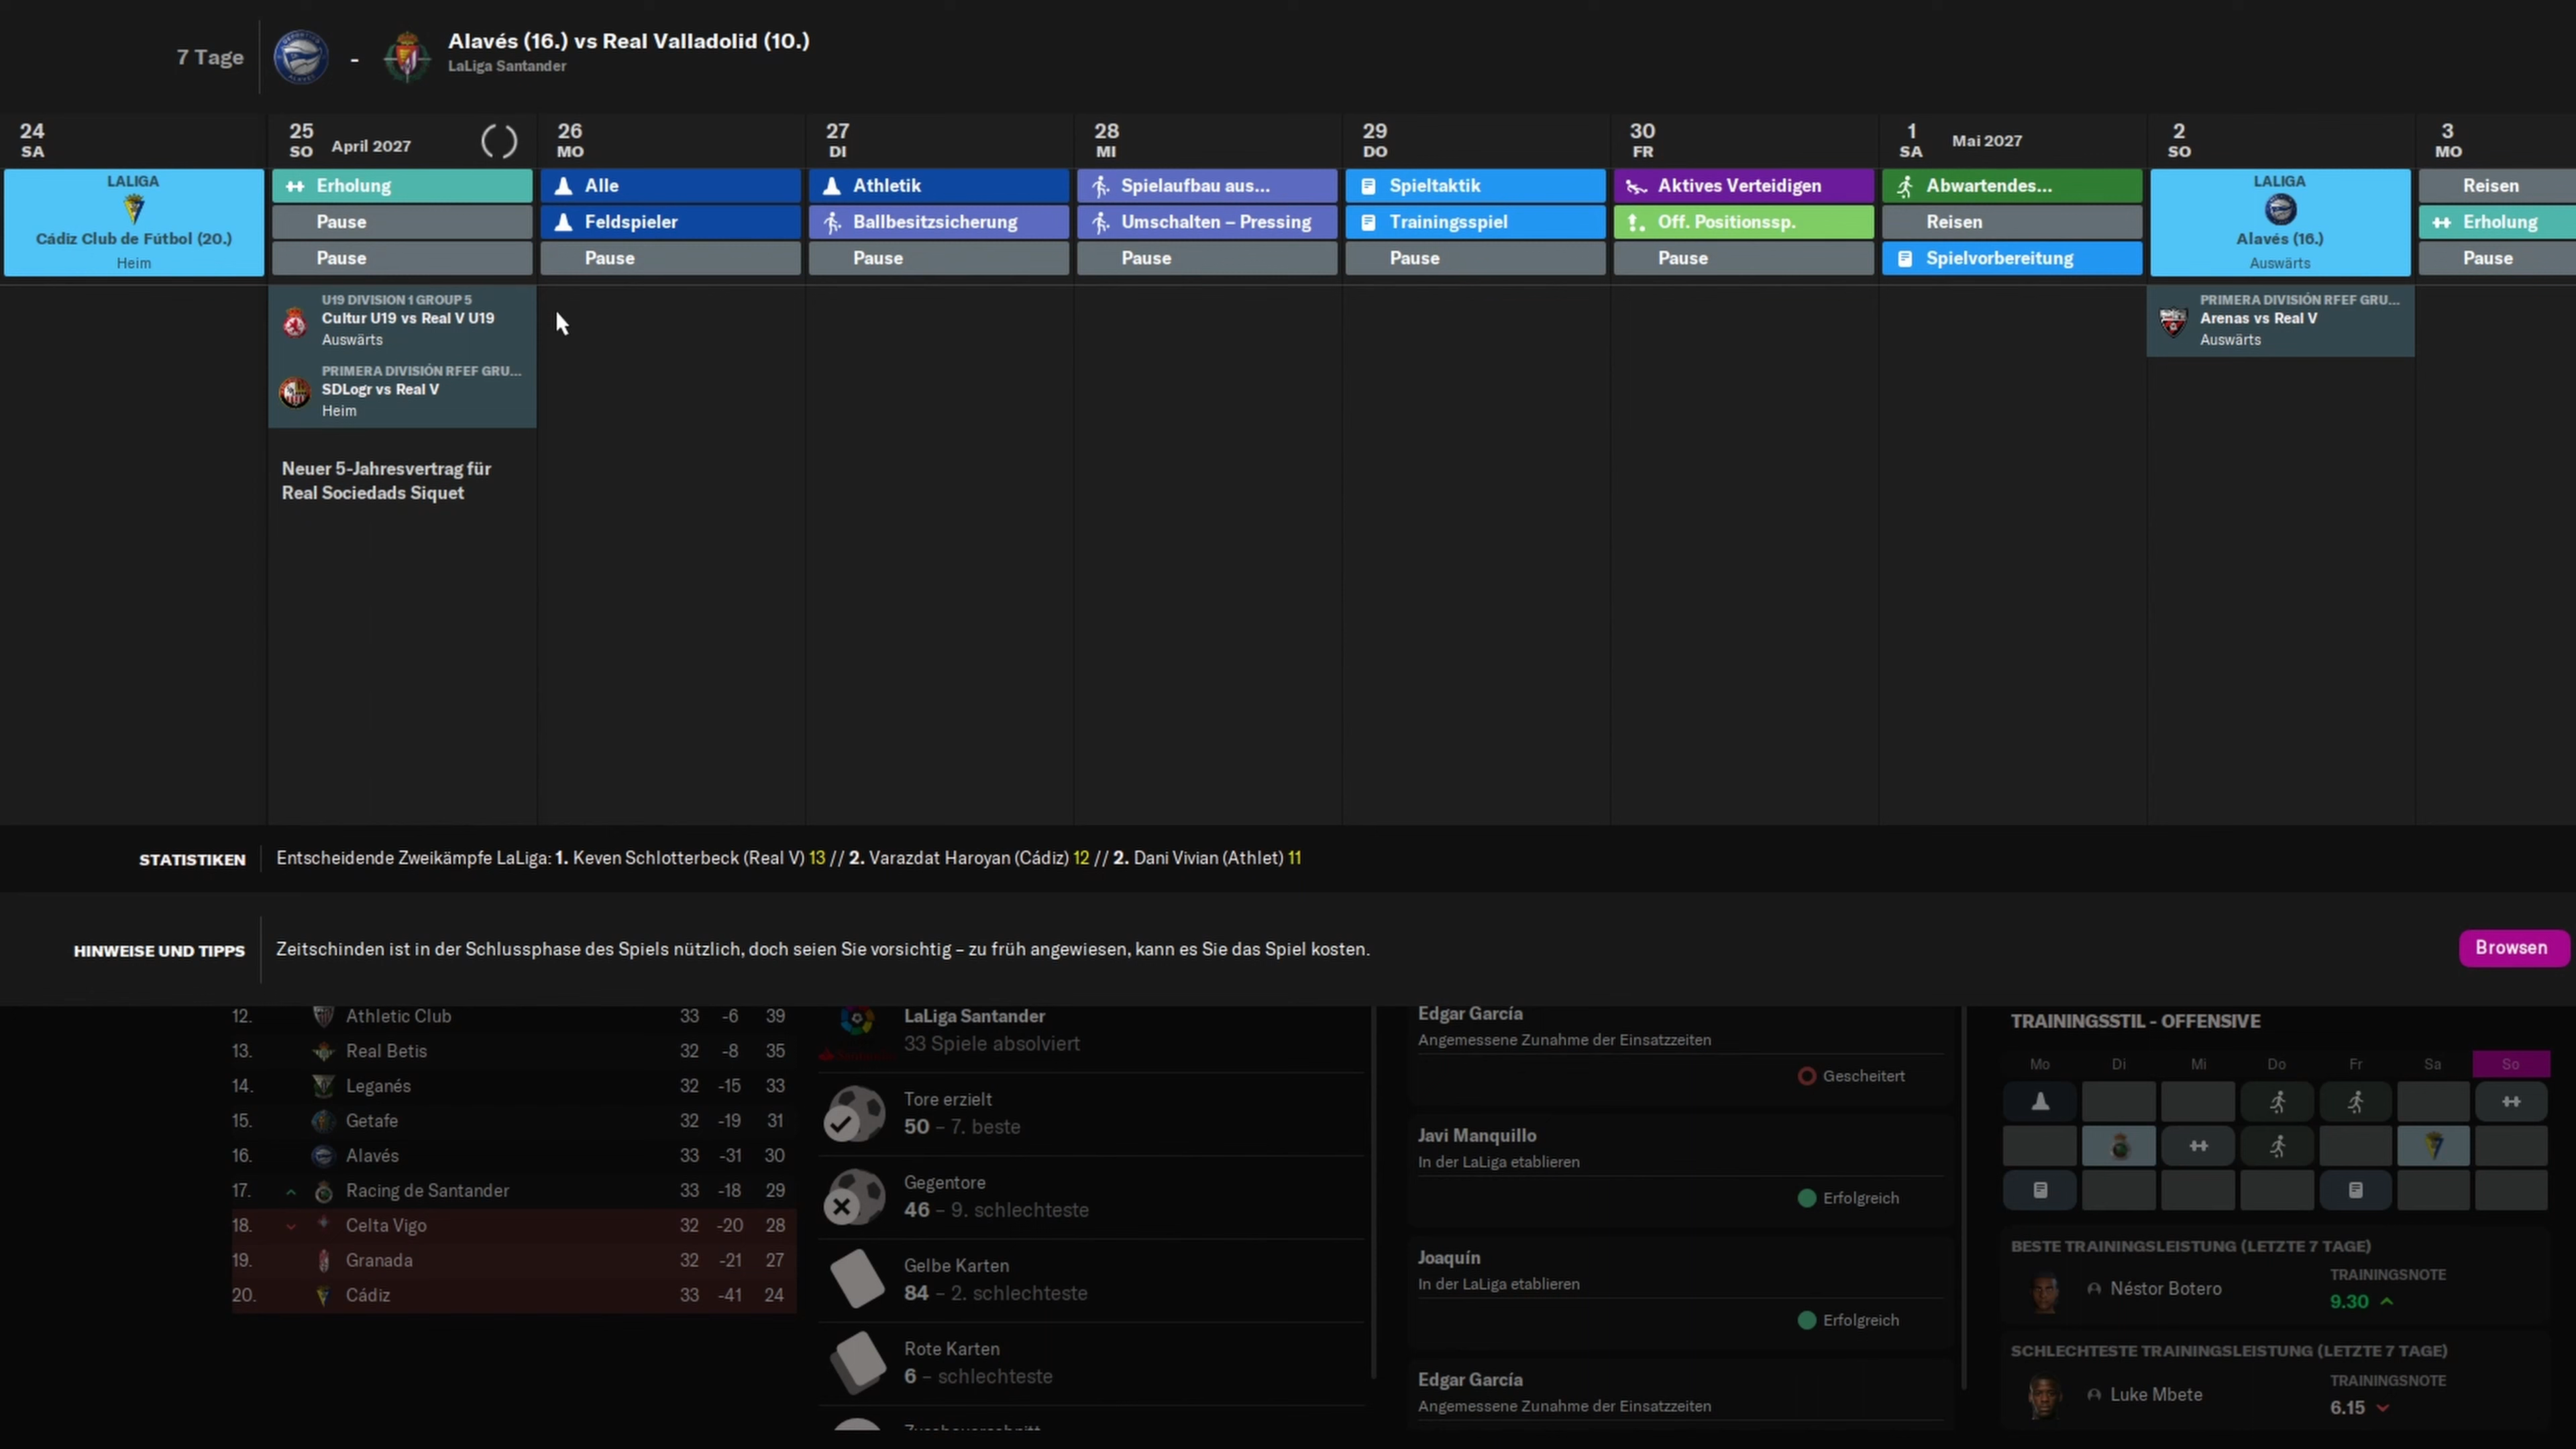 7 Tage
Alavés (16.) vs Real Valladolid (10.)
LaLiga Santander
24
SA
25
SO
April 2027
26
MO
27
DI
28
MI
29
DO
30
FR
1
SA
Mai 2027
2
SO
3
MO
LALIGA
Cádiz Club de Fútbol (20.)
Heim
Erholung
Pause
Pause
Alle
Feldspieler
Pause
Athletik
Ballbesitzsicherung
Pause
Spielaufbau aus...
Umschalten – Pressing
Pause
Spieltaktik
Trainingsspiel
Pause
Aktives Verteidigen
Off. Positionssp.
Pause
Abwartendes...
Reisen
Spielvorbereitung
LALIGA
Alavés (16.)
Auswärts
Reisen
Erholung
Pause
U19 DIVISION 1 GROUP 5
Cultur U19 vs Real V U19
Auswärts
PRIMERA DIVISIÓN RFEF GRU...
SDLogr vs Real V
Heim
Neuer 5-Jahresvertrag für
Real Sociedads Siquet
PRIMERA DIVISIÓN RFEF GRU...
Arenas vs Real V
Auswärts
STATISTIKEN
Entscheidende Zweikämpfe LaLiga: 1. Keven Schlotterbeck (Real V) 13 // 2. Varazdat Haroyan (Cádiz) 12 // 2. Dani Vivian (Athlet) 11
HINWEISE UND TIPPS
Zeitschinden ist in der Schlussphase des Spiels nützlich, doch seien Sie vorsichtig – zu früh angewiesen, kann es Sie das Spiel kosten.
Browsen
12. Athletic Club 33 -6 39
13. Real Betis 32 -8 35
14. Leganés 32 -15 33
15. Getafe 32 -19 31
16. Alavés 33 -31 30
17. Racing de Santander 33 -18 29
18. Celta Vigo 32 -20 28
19. Granada 32 -21 27
20. Cádiz 33 -41 24
LaLiga Santander
33 Spiele absolviert
Tore erzielt
50 – 7. beste
Gegentore
46 – 9. schlechteste
Gelbe Karten
84 – 2. schlechteste
Rote Karten
6 – schlechteste
Edgar García
Angemessene Zunahme der Einsatzzeiten
Gescheitert
Javi Manquillo
In der LaLiga etablieren
Erfolgreich
Joaquín
In der LaLiga etablieren
Erfolgreich
Edgar García
Angemessene Zunahme der Einsatzzeiten
TRAININGSSTIL - OFFENSIVE
Mo Di Mi Do Fr Sa So
BESTE TRAININGSLEISTUNG (LETZTE 7 TAGE)
Néstor Botero
TRAININGSNOTE
9.30
SCHLECHTESTE TRAININGSLEISTUNG (LETZTE 7 TAGE)
Luke Mbete
TRAININGSNOTE
6.15